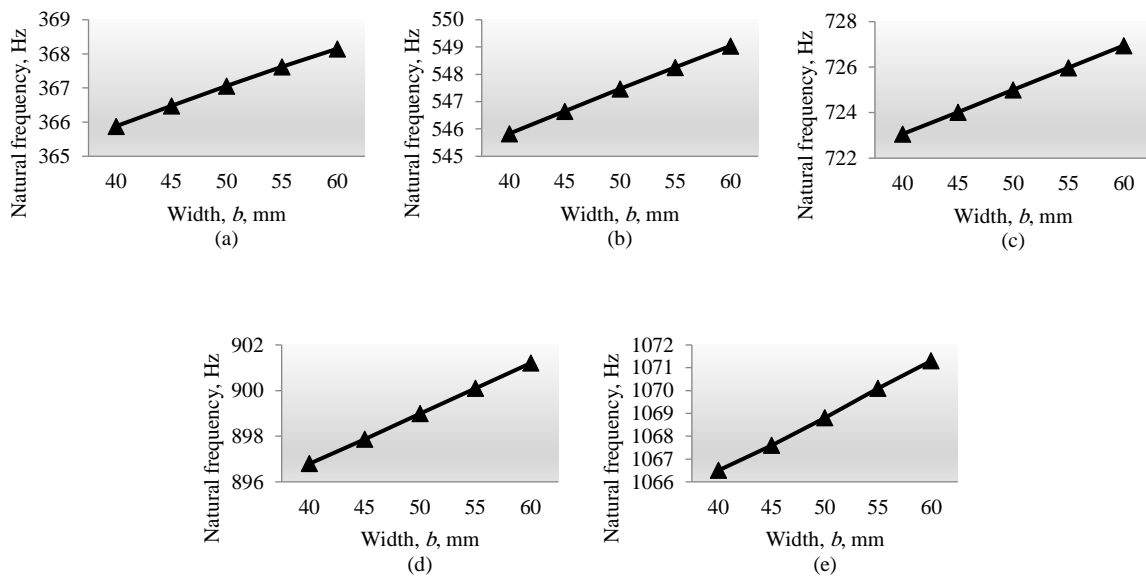 Natural frequency, Hz
369
368
367
366
365
40 45 50 55 60
Width, b, mm
(a)
Natural frequency, Hz
550
549
548
547
546
545
40 45 50 55 60
Width, b, mm
(b)
Natural frequency, Hz
728
726
724
722
40 45 50 55 60
Width, b, mm
(c)
Natural frequency, Hz
902
900
898
896
40 45 50 55 60
Width, b, mm
(d)
Natural frequency, Hz
1072
1071
1070
1069
1068
1067
1066
40 45 50 55 60
Width, b, mm
(e)